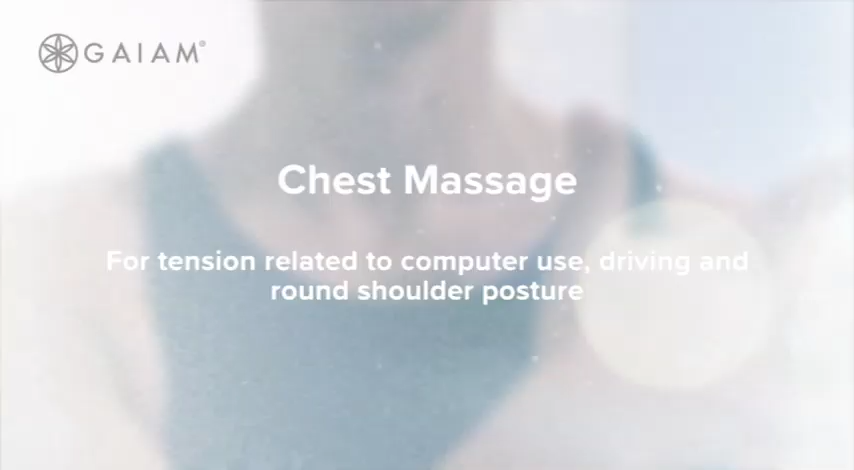 GAIAM®
Chest Massage
For tension related to computer use, driving and
round shoulder posture